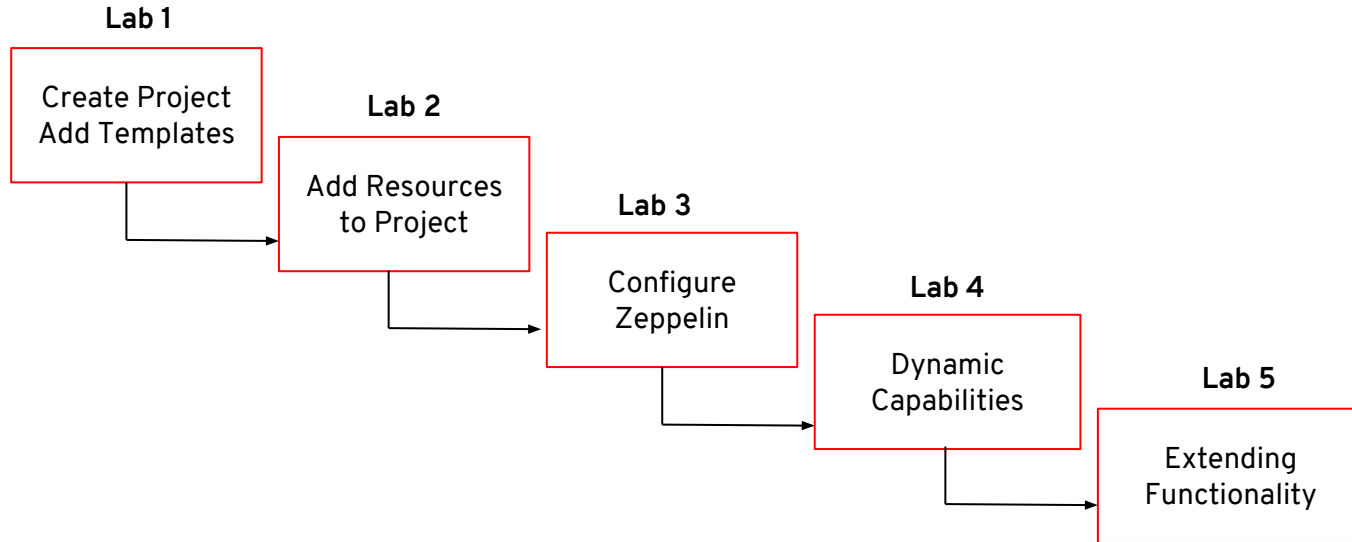 Lab 1
Create Project
Add Templates
Lab 2
Add Resources
to Project
Lab 3
Configure
Zeppelin
Lab 4
Dynamic
Capabilities
Lab 5
Extending
Functionality